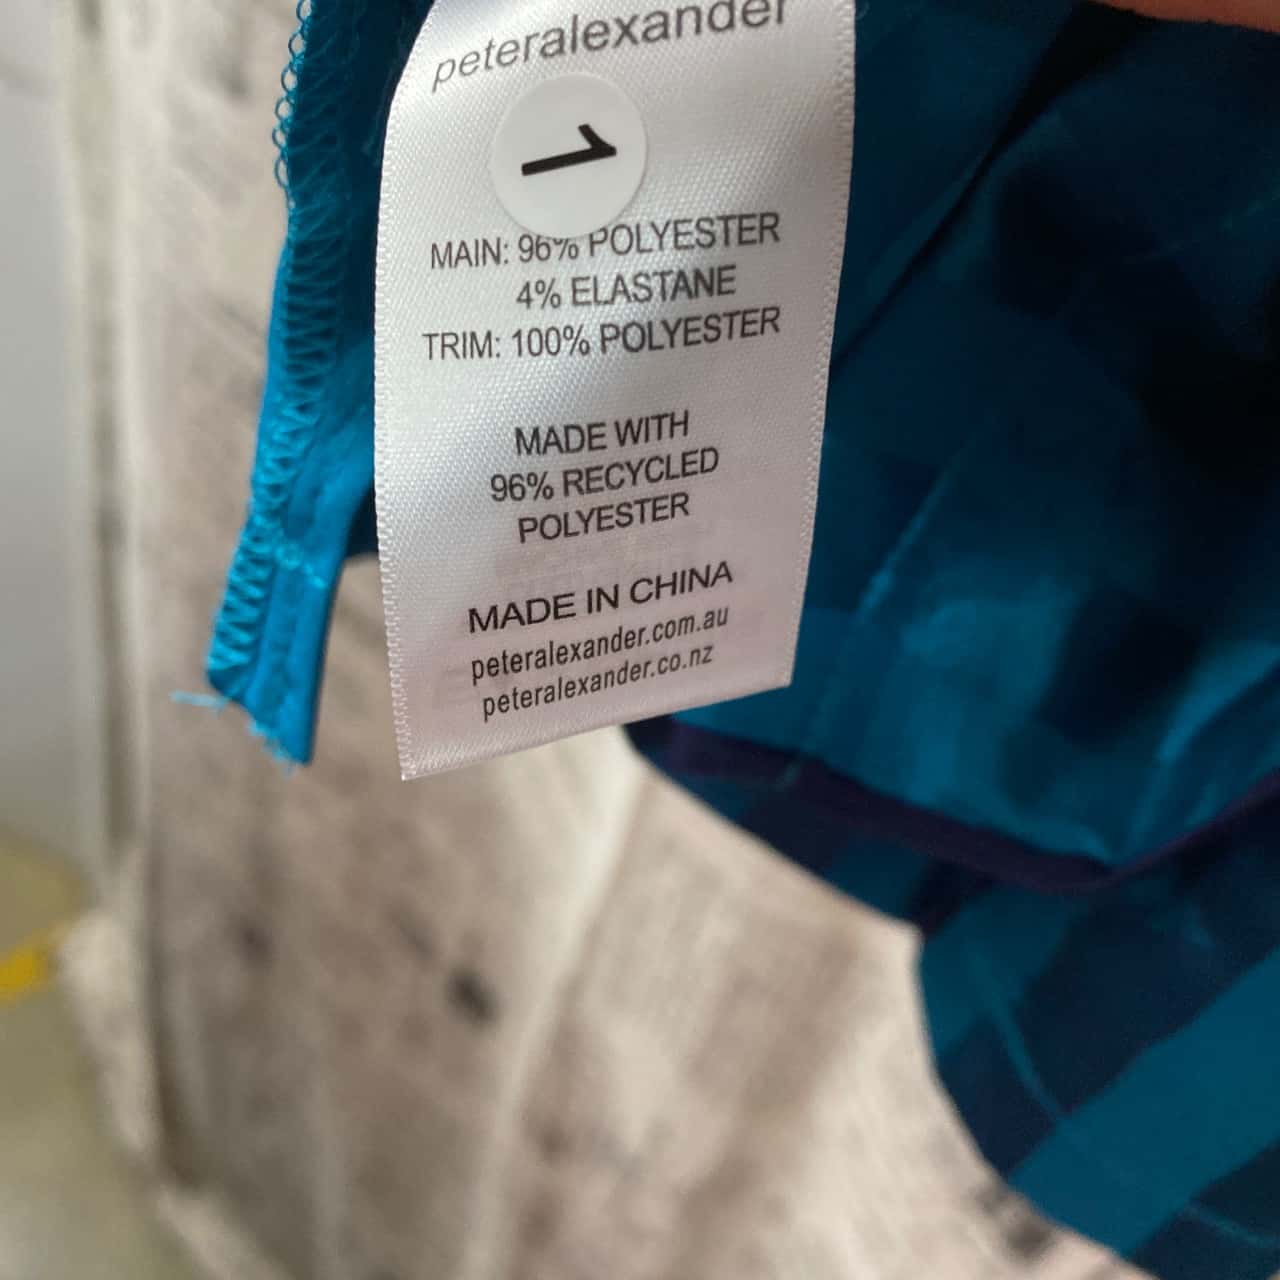 peteralexander
1
MAIN: 96% POLYESTER
4% ELASTANE
TRIM: 100% POLYESTER
MADE WITH
96% RECYCLED
POLYESTER
MADE IN CHINA
peteralexander.com.au
peteralexander.co.nz